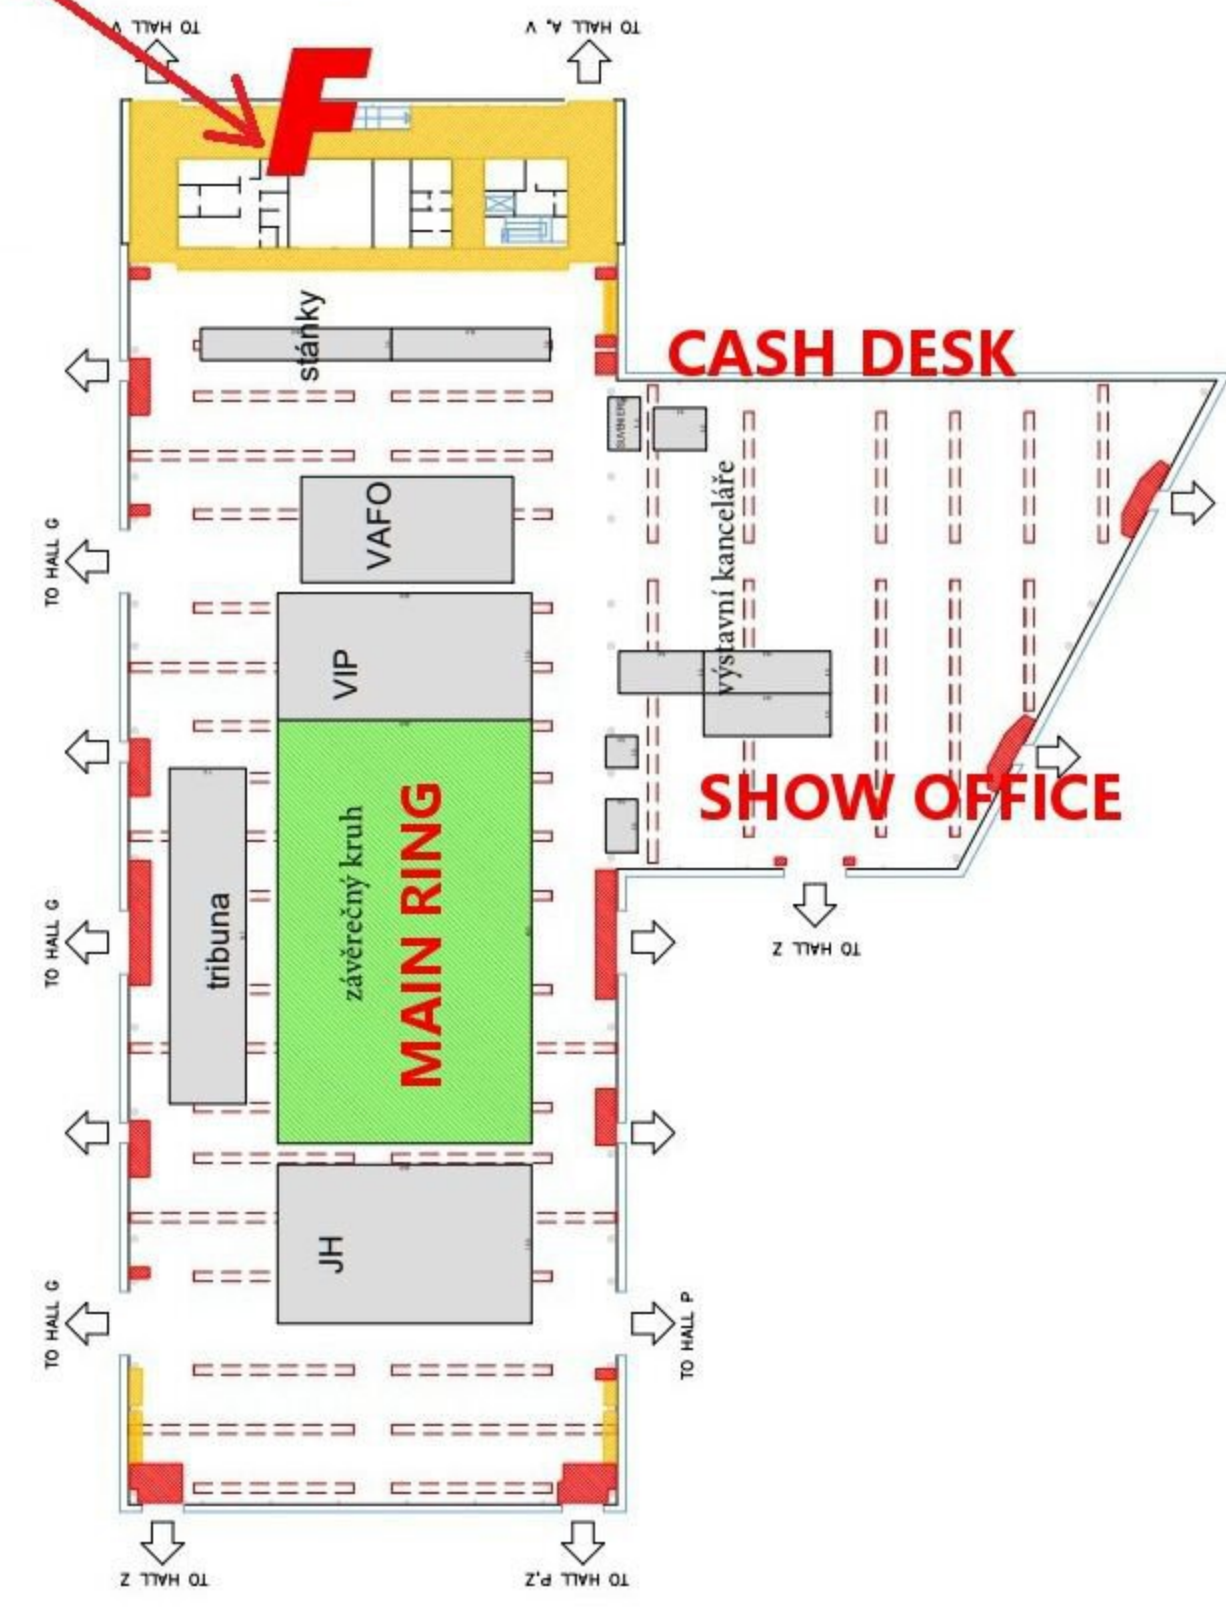 TO HALL V
TO HALL A, V
F
stánky
CASH DESK
SUVENERS
VAFO
výstavní kanceláře
TO HALL G
VIP
SHOW OFFICE
závěrečný kruh
MAIN RING
tribuna
TO HALL G
TO HALL Z
JH
TO HALL G
TO HALL P
TO HALL Z
TO HALL P,Z